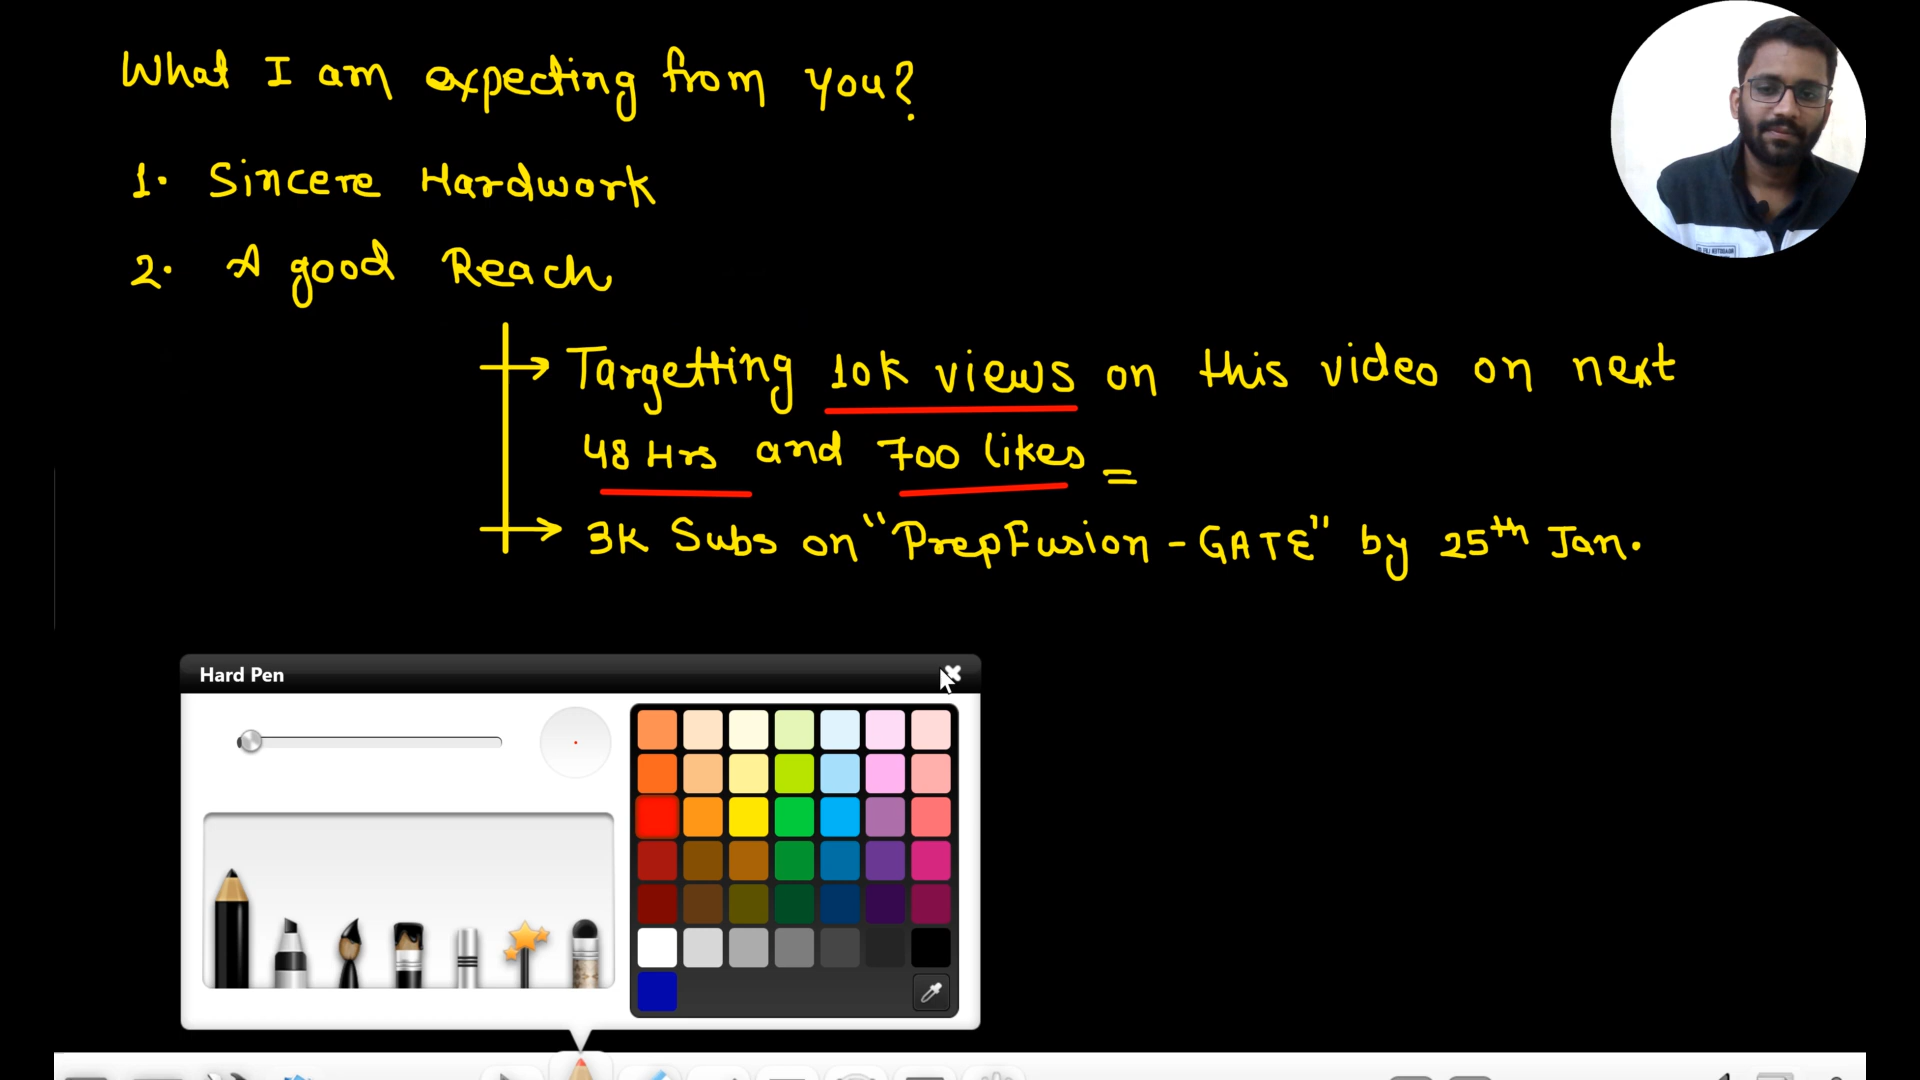 What I am expecting from you?
1. Sincere Hardwork
2. A good Reach
Targetting 10K views on this video on next
48 Hrs and 700 likes =
3K Subs on "PrepFusion - GATE" by 25th Jan.
Hard Pen